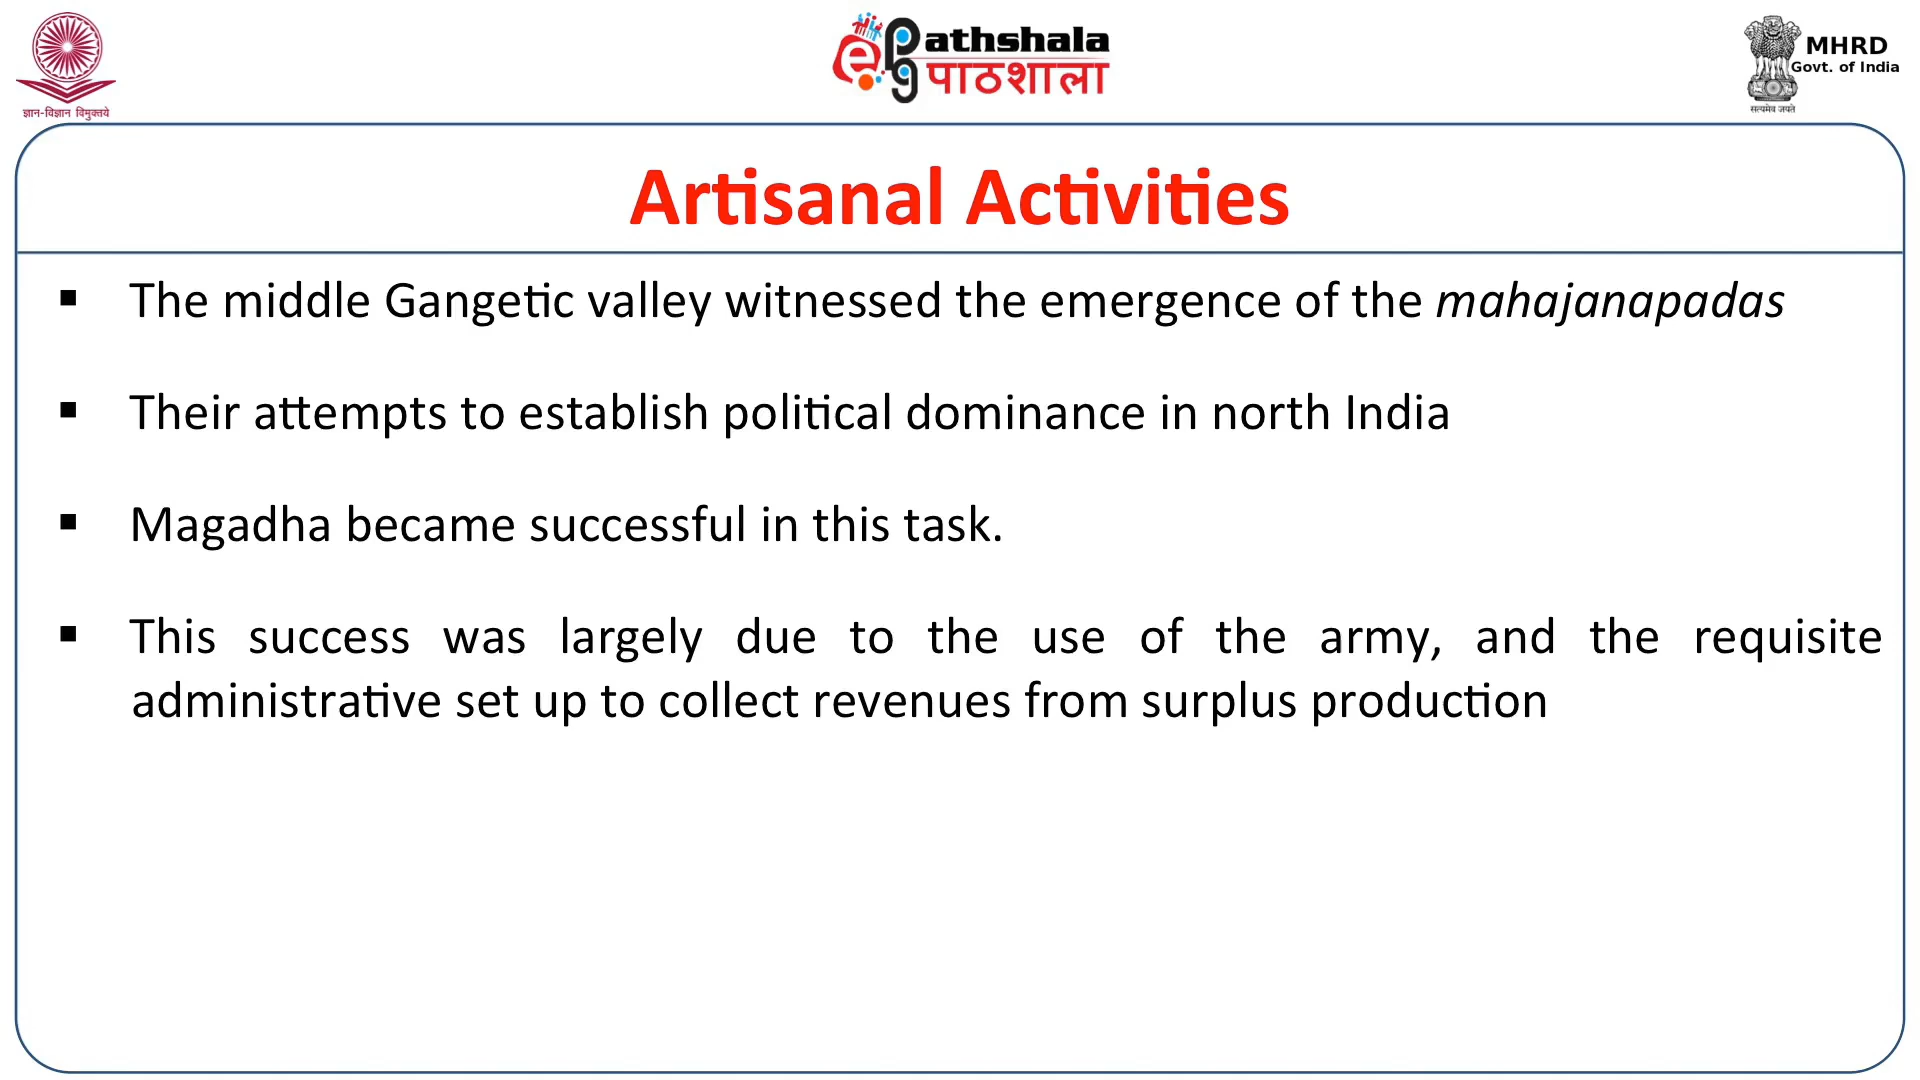 ज्ञान-विज्ञान विमुक्तये
ePg Pathshala
पाठशाला
MHRD
Govt. of India
सत्यमेव जयते
Artisanal Activities
▪ The middle Gangetic valley witnessed the emergence of the mahajanapadas
▪ Their attempts to establish political dominance in north India
▪ Magadha became successful in this task.
▪ This success was largely due to the use of the army, and the requisite
administrative set up to collect revenues from surplus production